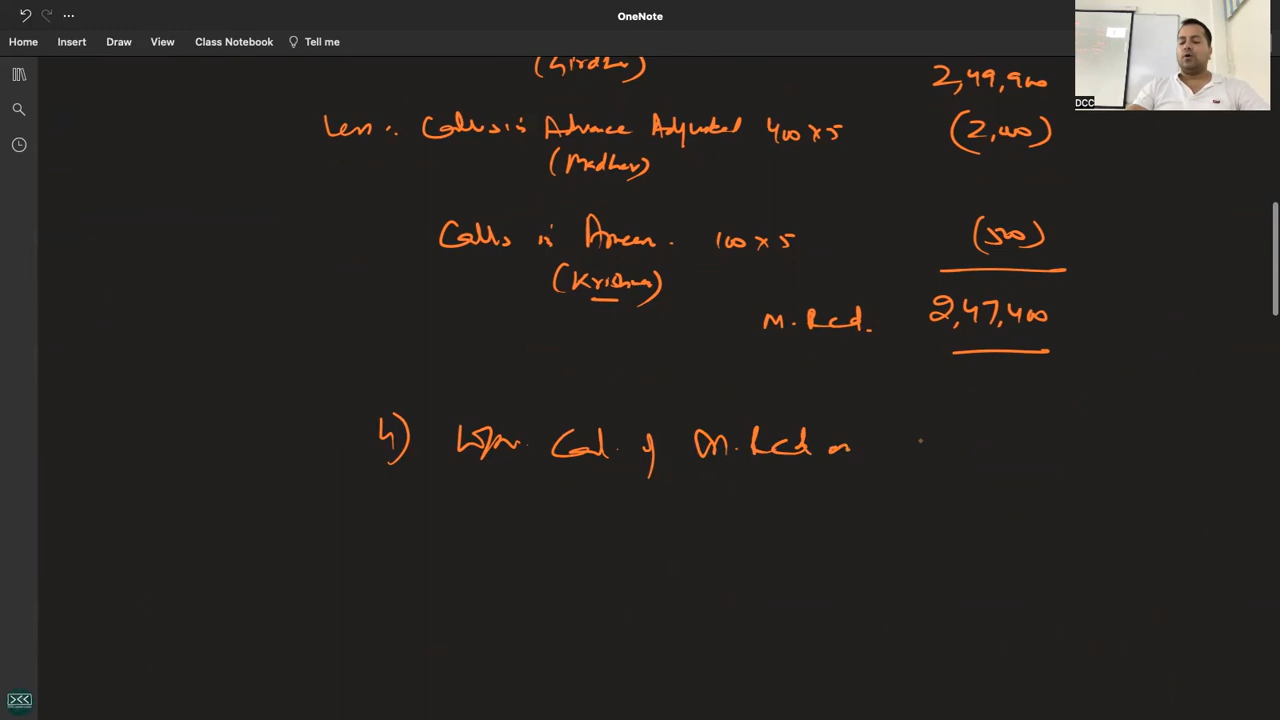 OneNote
Home Insert Draw View Class Notebook Tell me
DCC
(Giridhar)
2,49,900
Less :. Calls in Advance Adjusted 400 x 5 (2,000)
(Madhav)
Calls in Arrear. 100 x 5 (500)
(Krishna)
M. Rcd. 2,47,400
4) Cal. of M. Rcd on